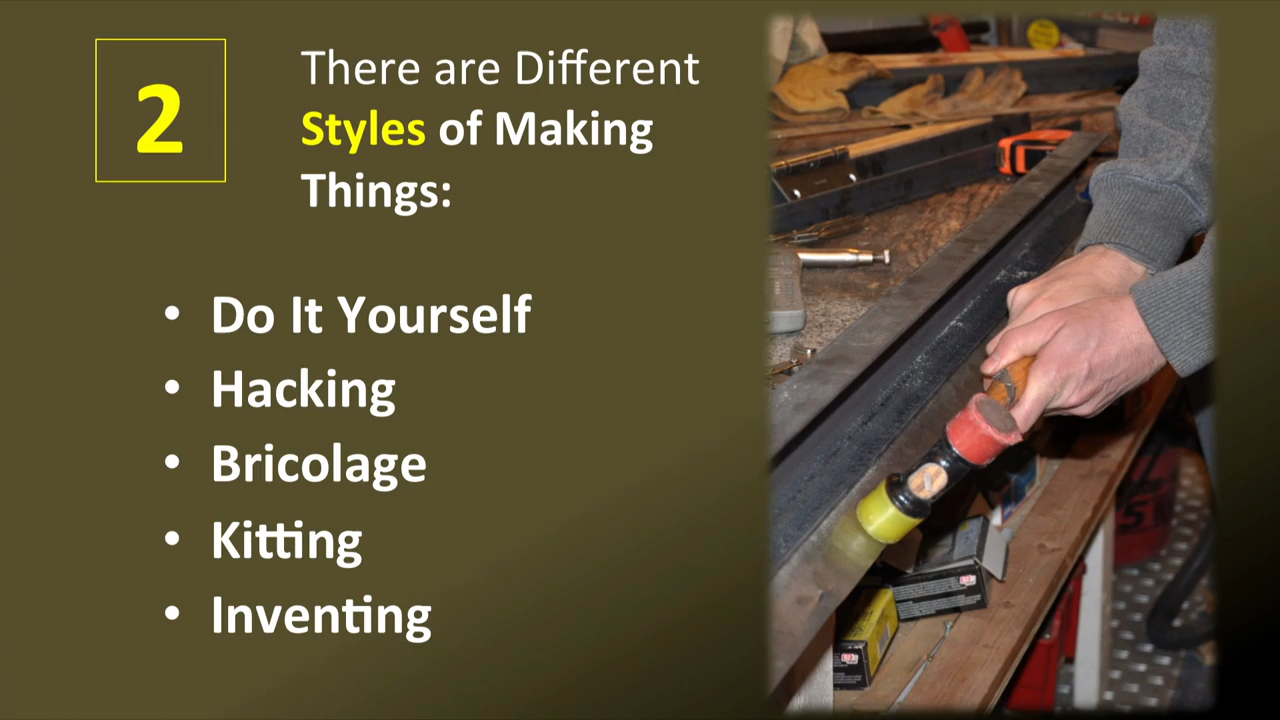 2
There are Different
Styles of Making
Things:
• Do It Yourself
• Hacking
• Bricolage
• Kitting
• Inventing